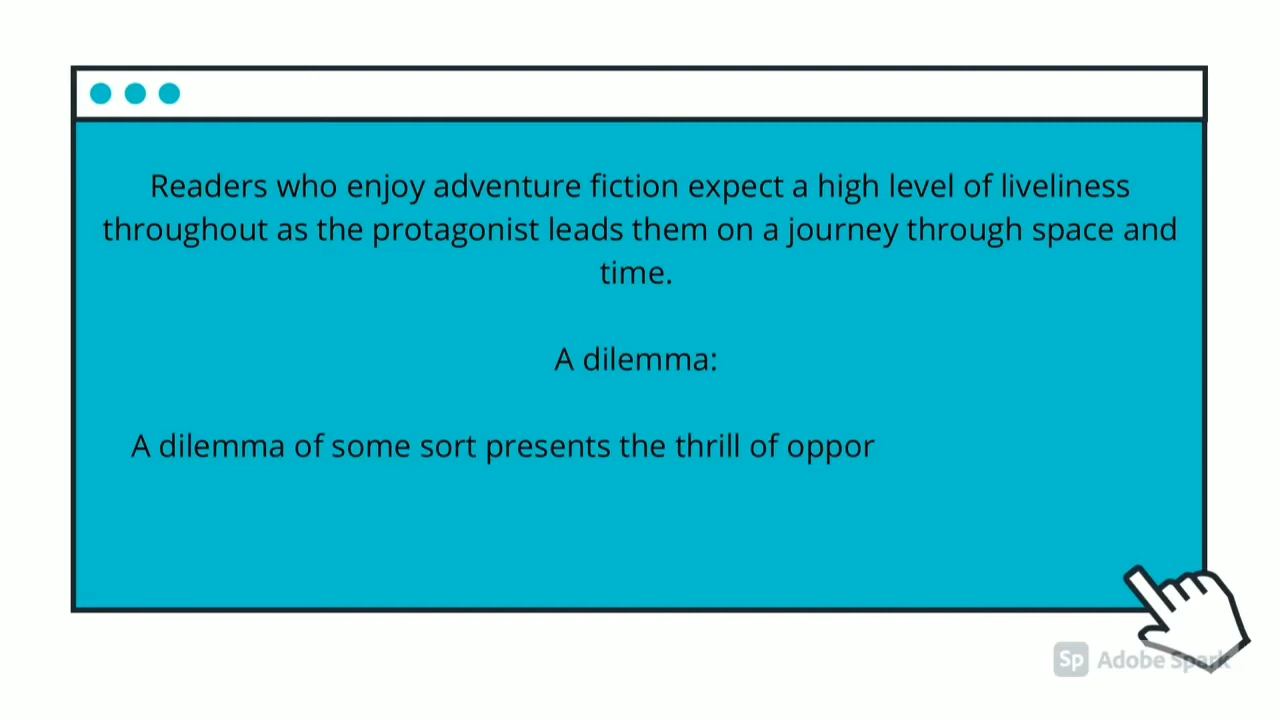 Readers who enjoy adventure fiction expect a high level of liveliness
throughout as the protagonist leads them on a journey through space and
time.
A dilemma:
A dilemma of some sort presents the thrill of oppor
Sp Adobe Spark